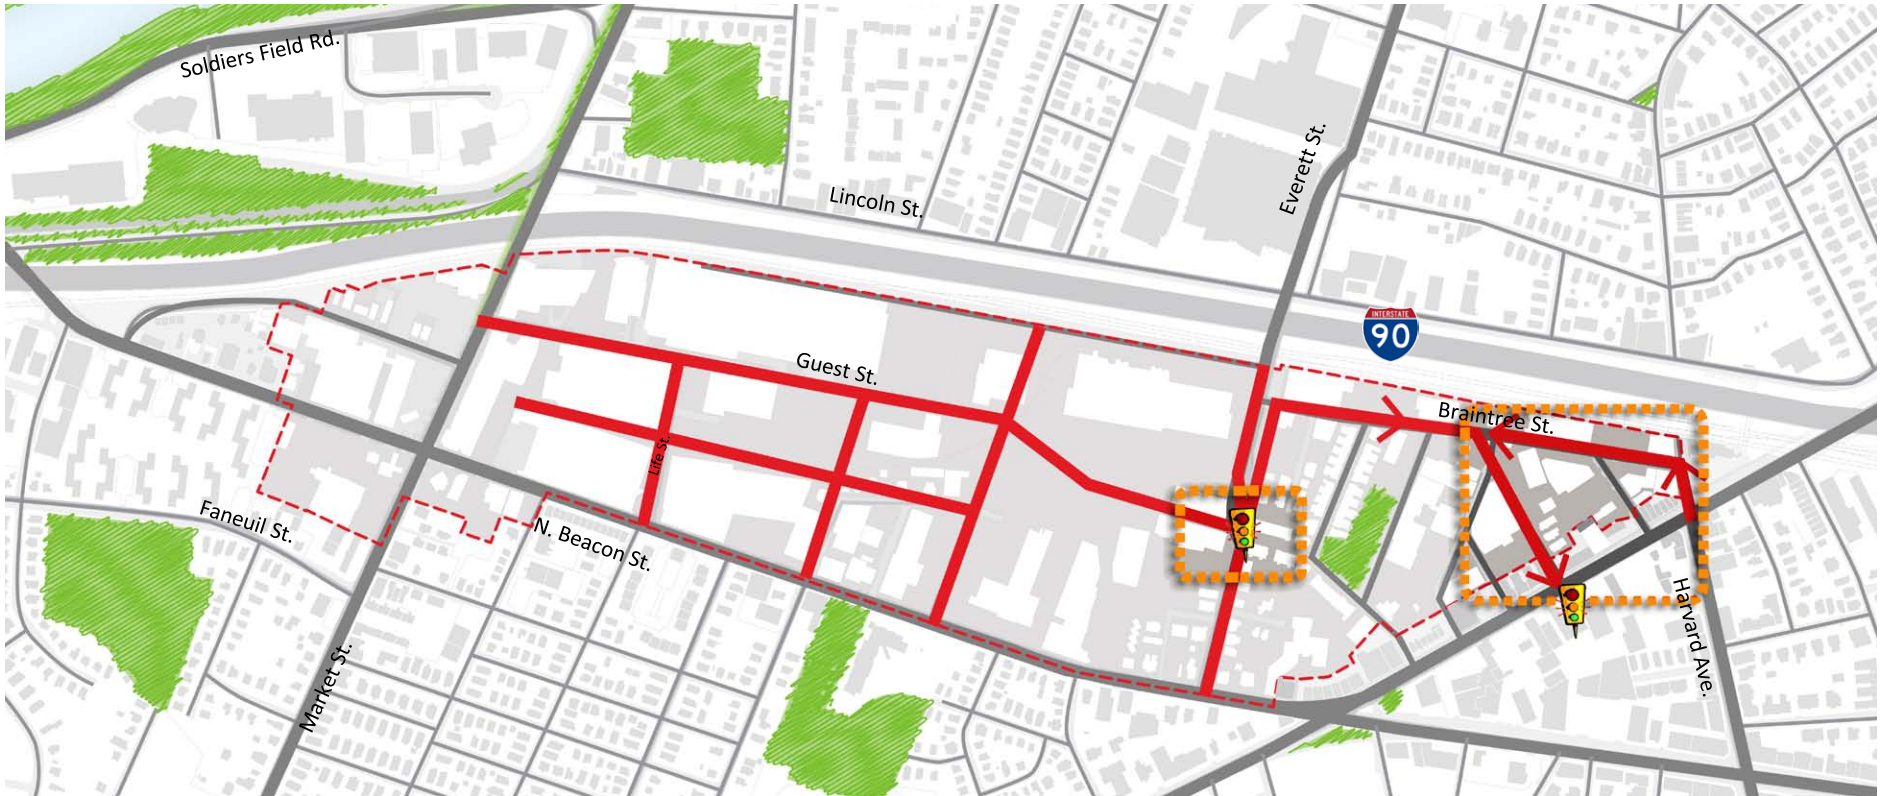 Soldiers Field Rd.
Everett St.
Lincoln St.
INTERSTATE
90
Guest St.
Braintree St.
Life St.
Faneuil St.
N. Beacon St.
Market St.
Harvard Ave.